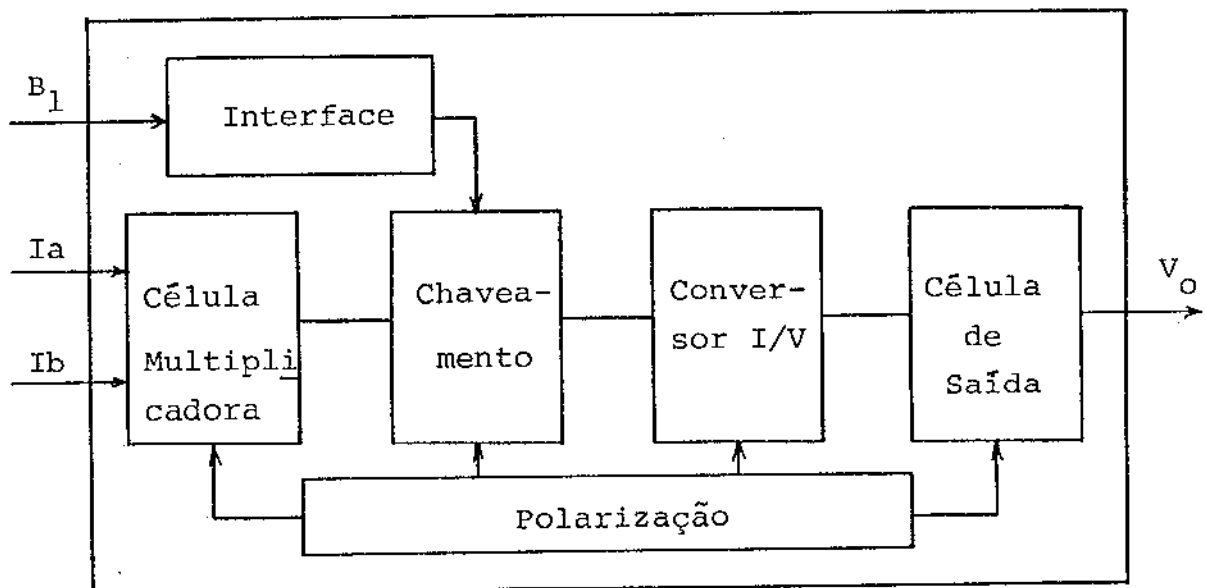 B1
Interface
Ia
Ib
Célula
Multipli
cadora
Chavea-
mento
Conver-
sor I/V
Célula
de
Saída
Vo
Polarização